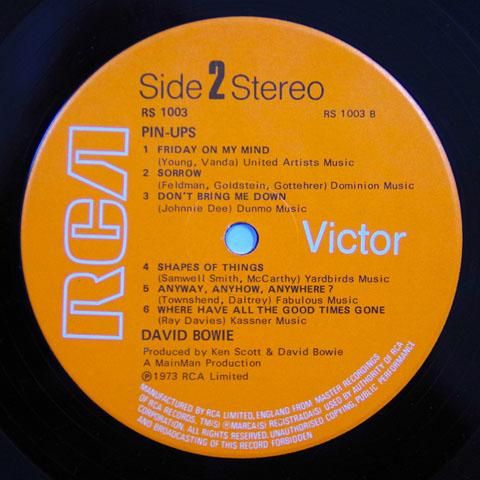 Side 2 Stereo
RS 1003
RS 1003 B
PIN-UPS
1 FRIDAY ON MY MIND
(Young, Vanda) United Artists Music
2 SORROW
(Feldman, Goldstein, Gottehrer) Dominion Music
3 DON'T BRING ME DOWN
(Johnnie Dee) Dunmo Music
RCA
Victor
4 SHAPES OF THINGS
(Samwell Smith, McCarthy) Yardbirds Music
5 ANYWAY, ANYHOW, ANYWHERE?
(Townshend, Daltrey) Fabulous Music
6 WHERE HAVE ALL THE GOOD TIMES GONE
(Ray Davies) Kassner Music
DAVID BOWIE
Produced by Ken Scott & David Bowie
A MainMan Production
℗ 1973 RCA Limited
MANUFACTURED BY RCA LIMITED, ENGLAND FROM MASTER RECORDINGS
OF RCA RECORDS. TM(S) ® MARCA(S) REGISTRADA(S) USED BY AUTHORITY OF RCA
CORPORATION. ALL RIGHTS RESERVED. UNAUTHORISED COPYING, PUBLIC PERFORMANCE
AND BROADCASTING OF THIS RECORD FORBIDDEN